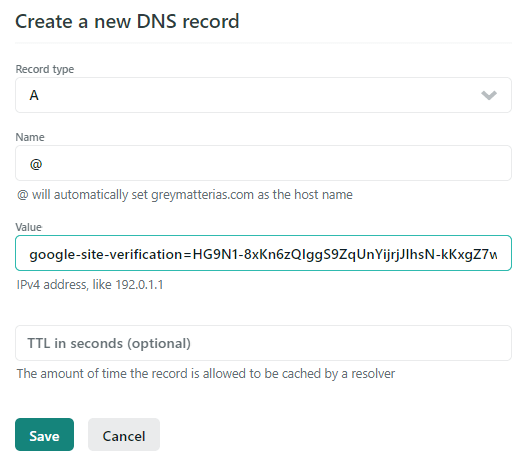 Create a new DNS record
Record type
A
Name
@
@ will automatically set greymatterias.com as the host name
Value
google-site-verification=HG9N1-8xKn6zQIggS9ZqUnYijrjJIhsN-kKxgZ7w
IPv4 address, like 192.0.1.1
TTL in seconds (optional)
The amount of time the record is allowed to be cached by a resolver
Save
Cancel